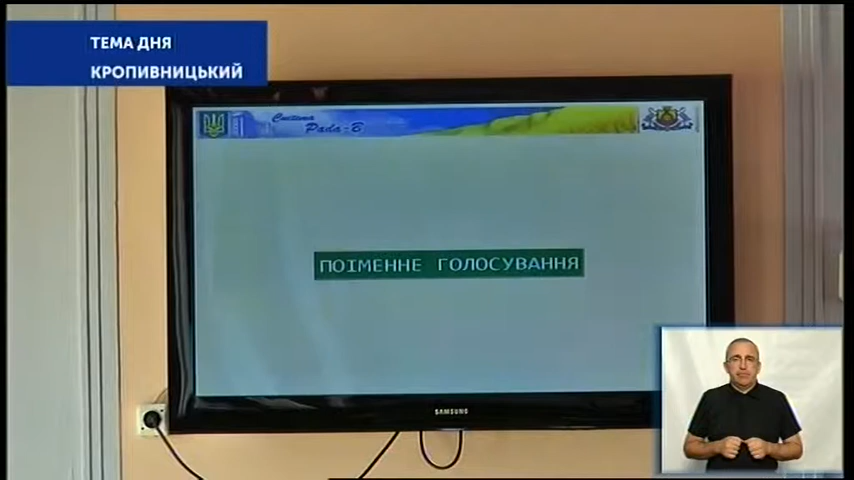 ТЕМА ДНЯ
КРОПИВНИЦЬКИЙ
Система
Рада-В
ПОІМЕННЕ ГОЛОСУВАННЯ
SAMSUNG